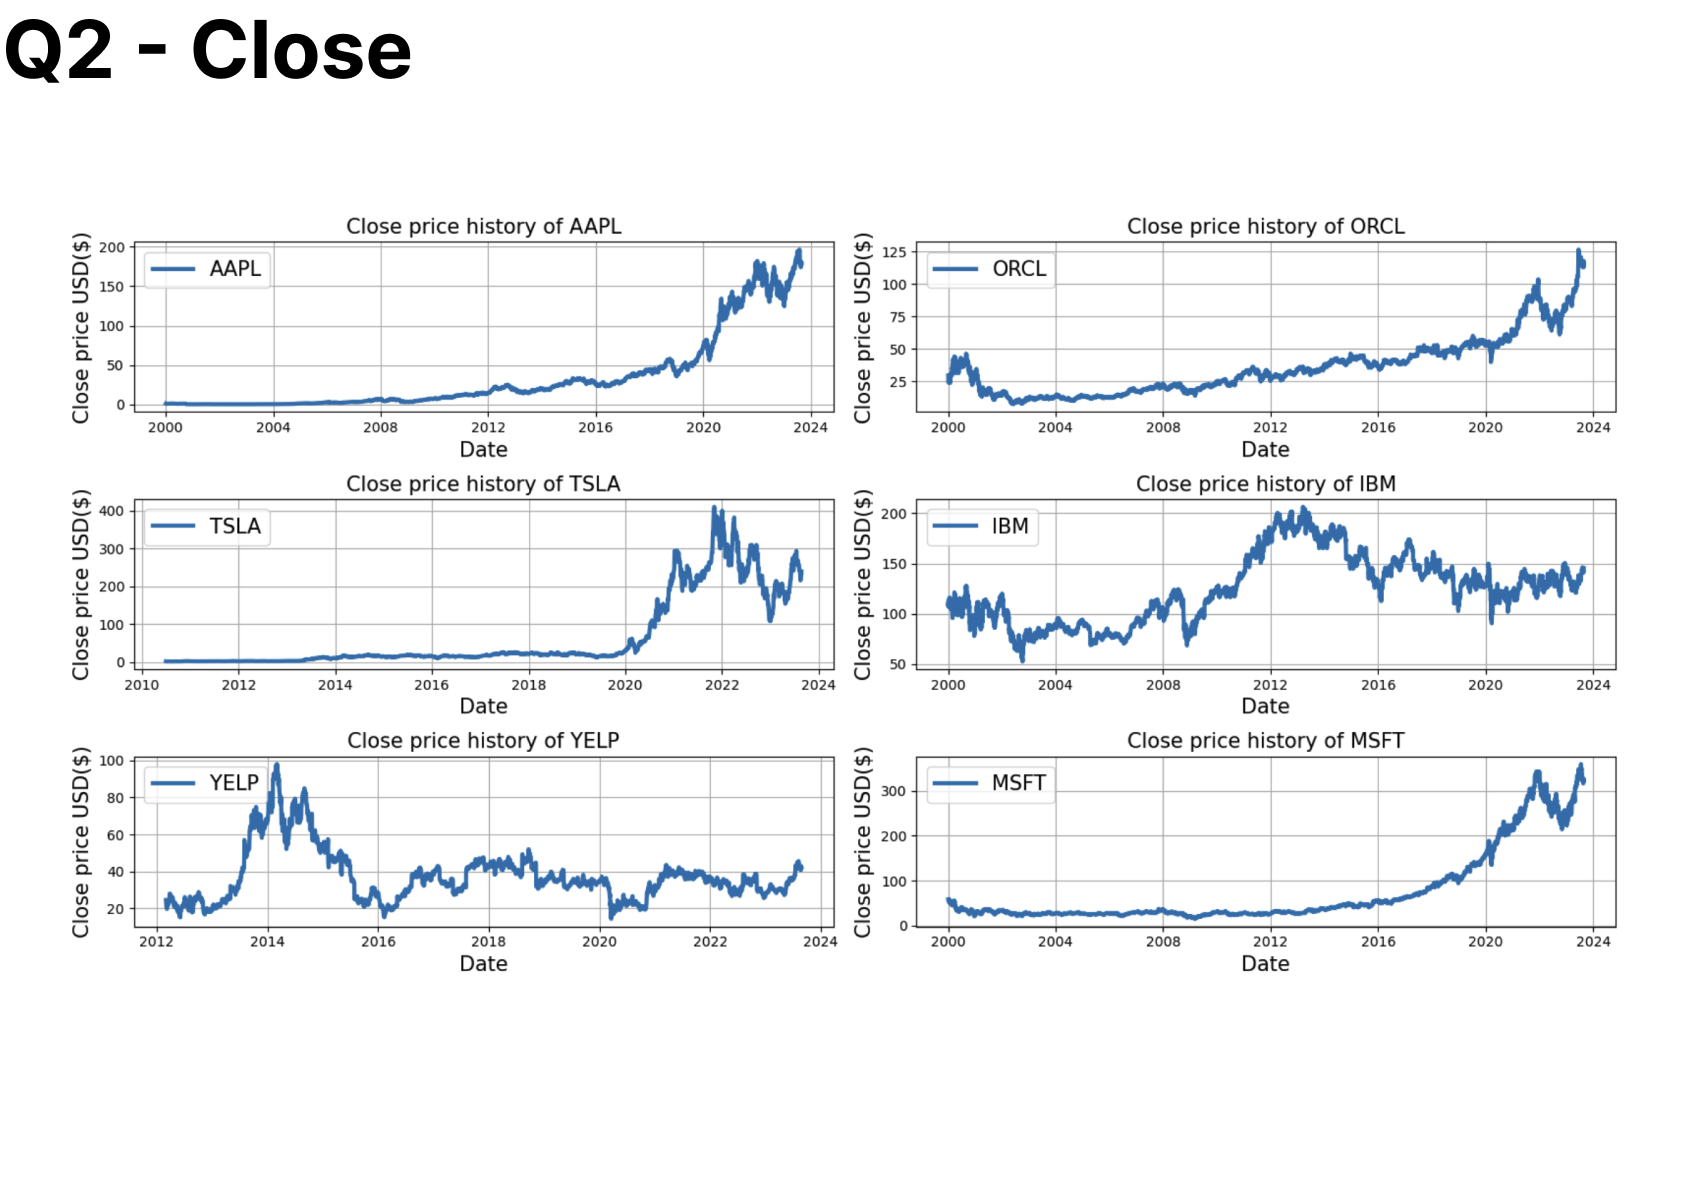 Q2 - Close
Close price history of AAPL
Close price USD($)
200
150
100
50
0
AAPL
2000 2004 2008 2012 2016 2020 2024
Date
Close price history of ORCL
Close price USD($)
125
100
75
50
25
ORCL
2000 2004 2008 2012 2016 2020 2024
Date
Close price history of TSLA
Close price USD($)
400
300
200
100
0
TSLA
2010 2012 2014 2016 2018 2020 2022 2024
Date
Close price history of IBM
Close price USD($)
200
150
100
50
IBM
2000 2004 2008 2012 2016 2020 2024
Date
Close price history of YELP
Close price USD($)
100
80
60
40
20
YELP
2012 2014 2016 2018 2020 2022 2024
Date
Close price history of MSFT
Close price USD($)
300
200
100
0
MSFT
2000 2004 2008 2012 2016 2020 2024
Date